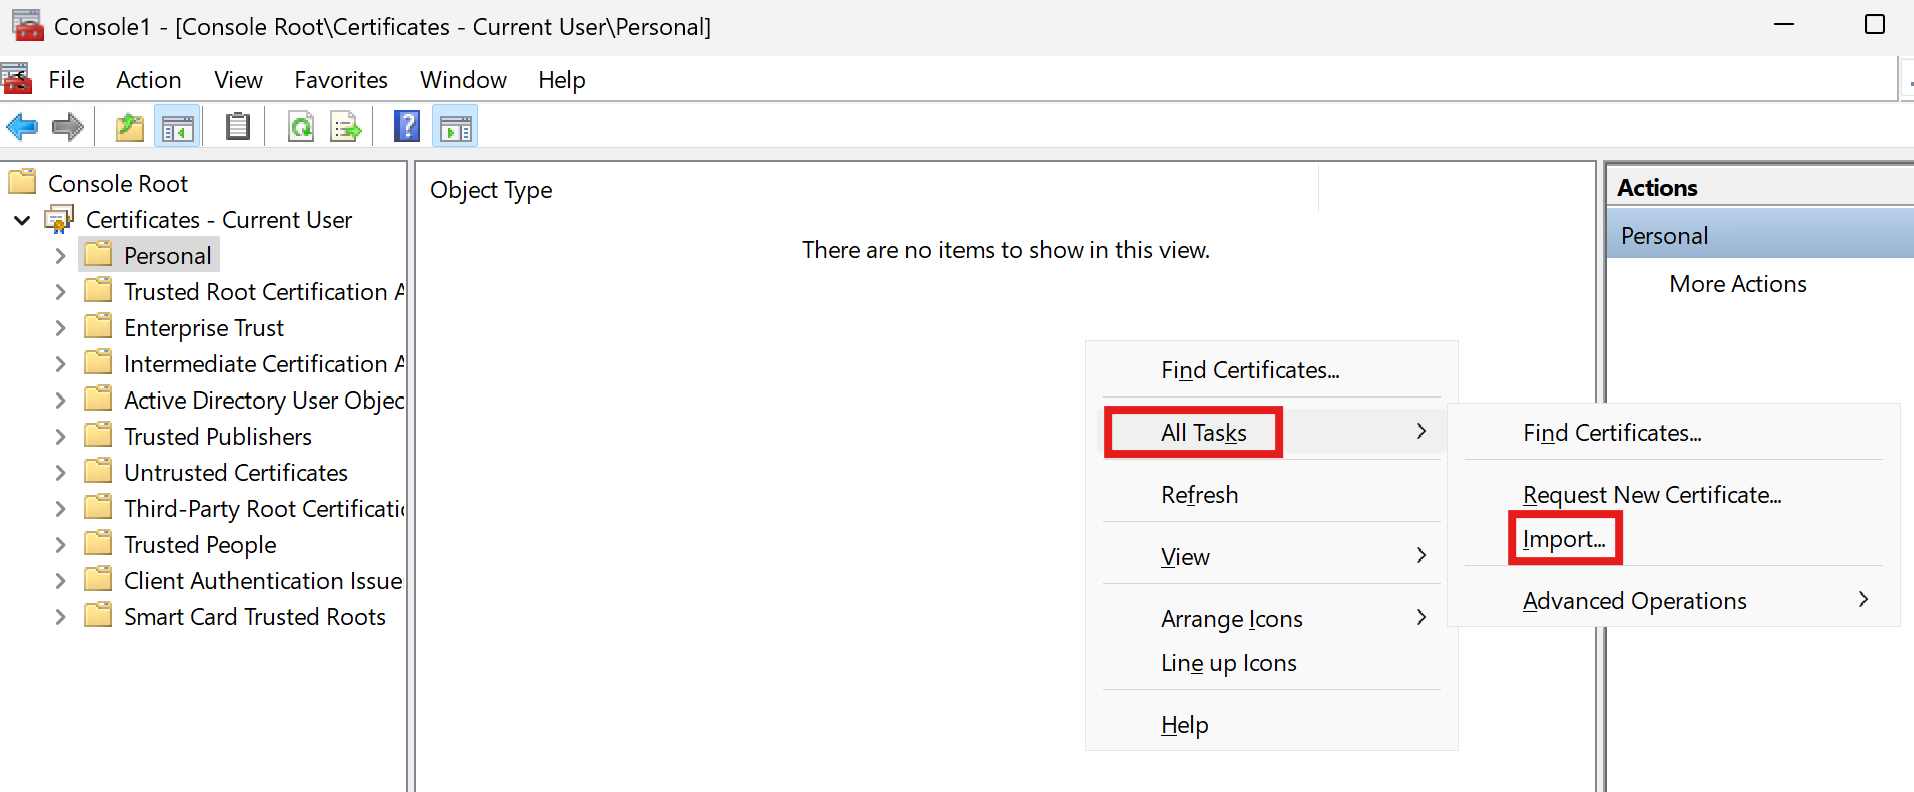 Console1 - [Console Root\Certificates - Current User\Personal]
File Action View Favorites Window Help
Console Root
Certificates - Current User
Personal
Trusted Root Certification A
Enterprise Trust
Intermediate Certification A
Active Directory User Objec
Trusted Publishers
Untrusted Certificates
Third-Party Root Certificatio
Trusted People
Client Authentication Issue
Smart Card Trusted Roots
Object Type
There are no items to show in this view.
Find Certificates...
All Tasks
Refresh
View
Arrange Icons
Line up Icons
Help
Find Certificates...
Request New Certificate...
Import...
Advanced Operations
Actions
Personal
More Actions